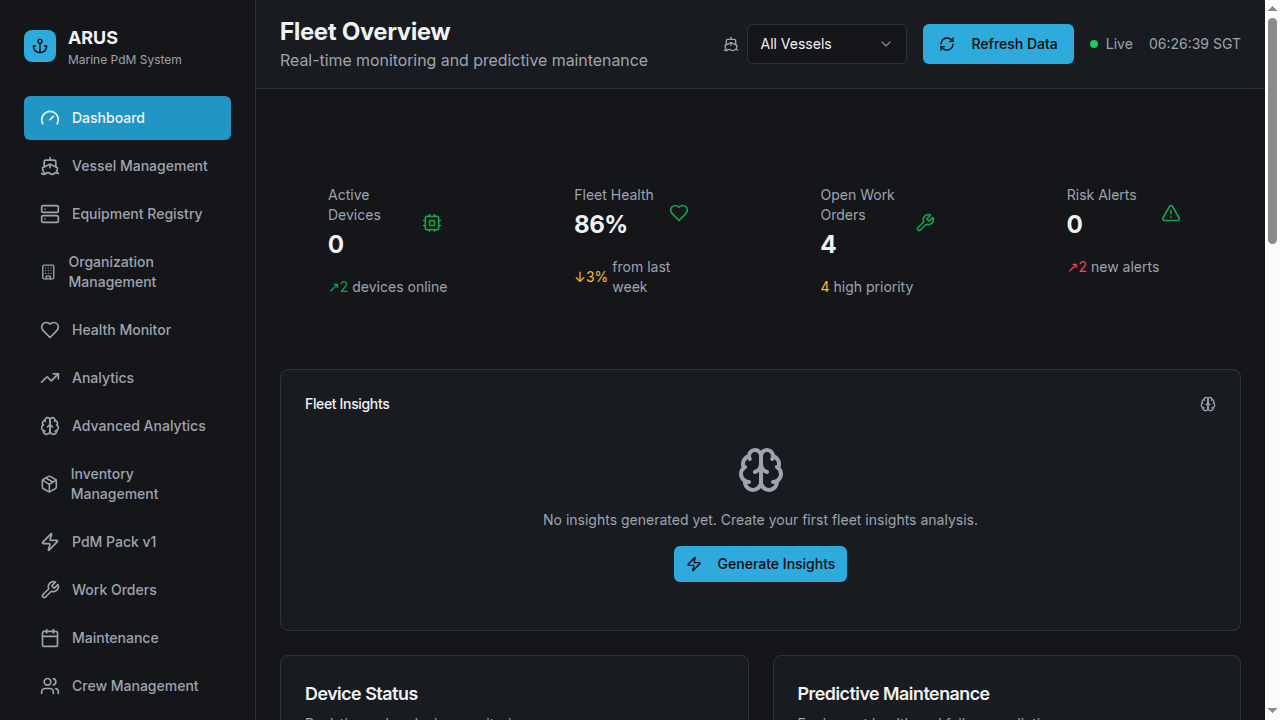 ARUS
Marine PdM System
Dashboard
Vessel Management
Equipment Registry
Organization
Management
Health Monitor
Analytics
Advanced Analytics
Inventory
Management
PdM Pack v1
Work Orders
Maintenance
Crew Management
Fleet Overview
Real-time monitoring and predictive maintenance
All Vessels
Refresh Data
Live
06:26:39 SGT
Active
Devices
0
↗2 devices online
Fleet Health
86%
↓3% from last
week
Open Work
Orders
4
4 high priority
Risk Alerts
0
↗2 new alerts
Fleet Insights
No insights generated yet. Create your first fleet insights analysis.
Generate Insights
Device Status
Predictive Maintenance